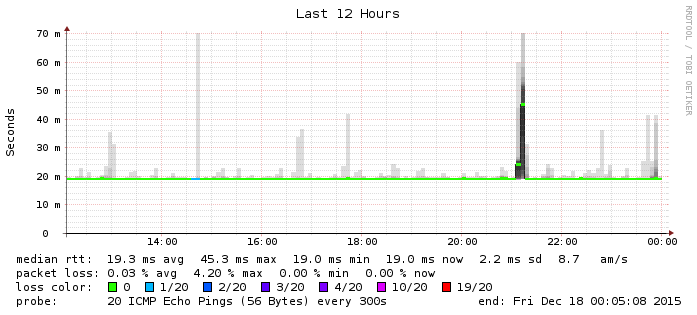 Last 12 Hours
RRDTOOL / TOBI OETIKER
Seconds
70 m
60 m
50 m
40 m
30 m
20 m
10 m
0
14:00 16:00 18:00 20:00 22:00 00:00
median rtt: 19.3 ms avg 45.3 ms max 19.0 ms min 19.0 ms now 2.2 ms sd 8.7 am/s
packet loss: 0.03 % avg 4.20 % max 0.00 % min 0.00 % now
loss color: 0 1/20 2/20 3/20 4/20 10/20 19/20
probe: 20 ICMP Echo Pings (56 Bytes) every 300s end: Fri Dec 18 00:05:08 2015